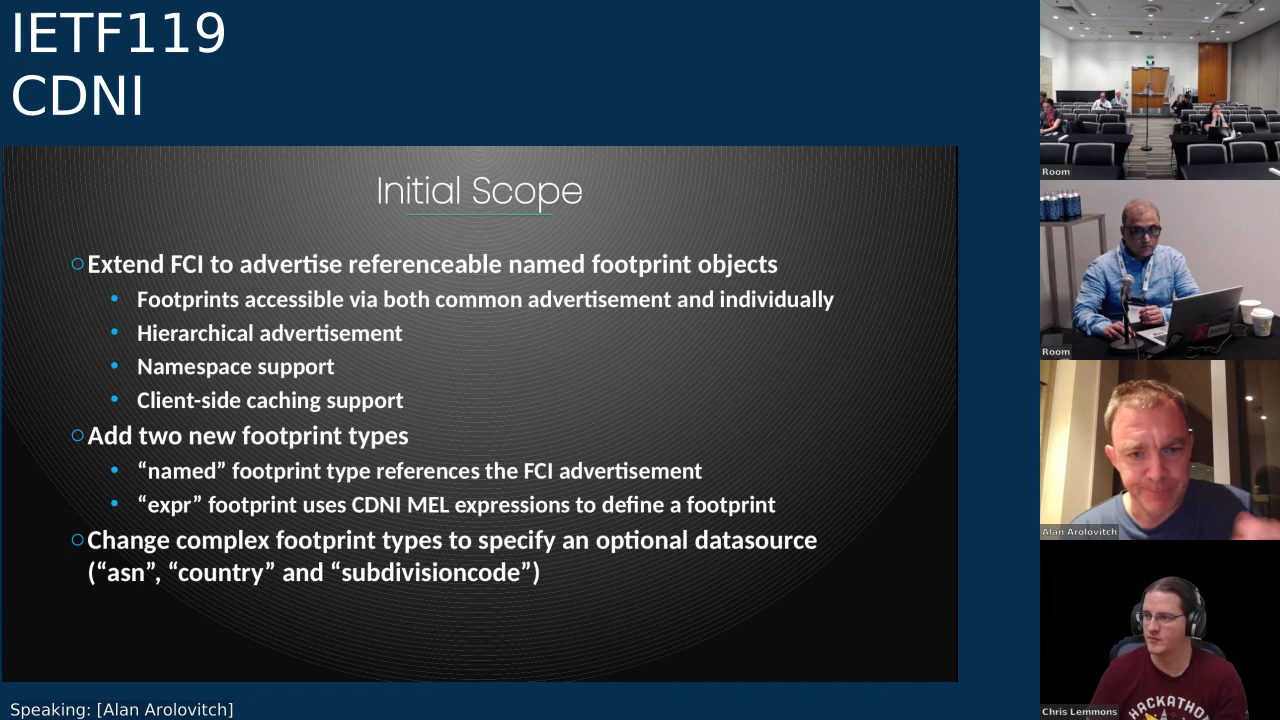 IETF119
CDNI
Initial Scope
Extend FCI to advertise referenceable named footprint objects
Footprints accessible via both common advertisement and individually
Hierarchical advertisement
Namespace support
Client-side caching support
Add two new footprint types
“named” footprint type references the FCI advertisement
“expr” footprint uses CDNI MEL expressions to define a footprint
Change complex footprint types to specify an optional datasource
(“asn”, “country” and “subdivisioncode”)
Speaking: [Alan Arolovitch]
Room
Room
Alan Arolovitch
Chris Lemmons
HACKATHO